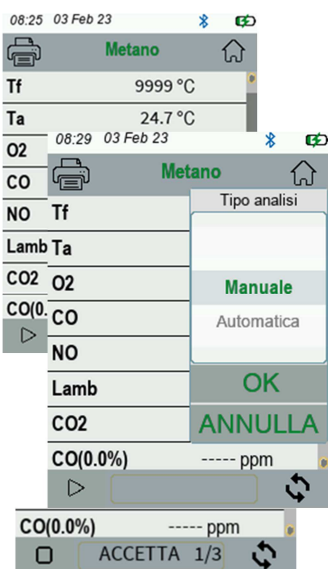 08:25 03 Feb 23
Metano
Tf 9999 °C
Ta 24.7 °C
O2
CO
NO
Lamb
CO2
CO(0.
08:29 03 Feb 23
Metano
Tf
Ta
O2
CO
NO
Lamb
CO2
CO(0.0%) ----- ppm
Tipo analisi
Manuale
Automatica
OK
ANNULLA
CO(0.0%) ----- ppm
ACCETTA 1/3